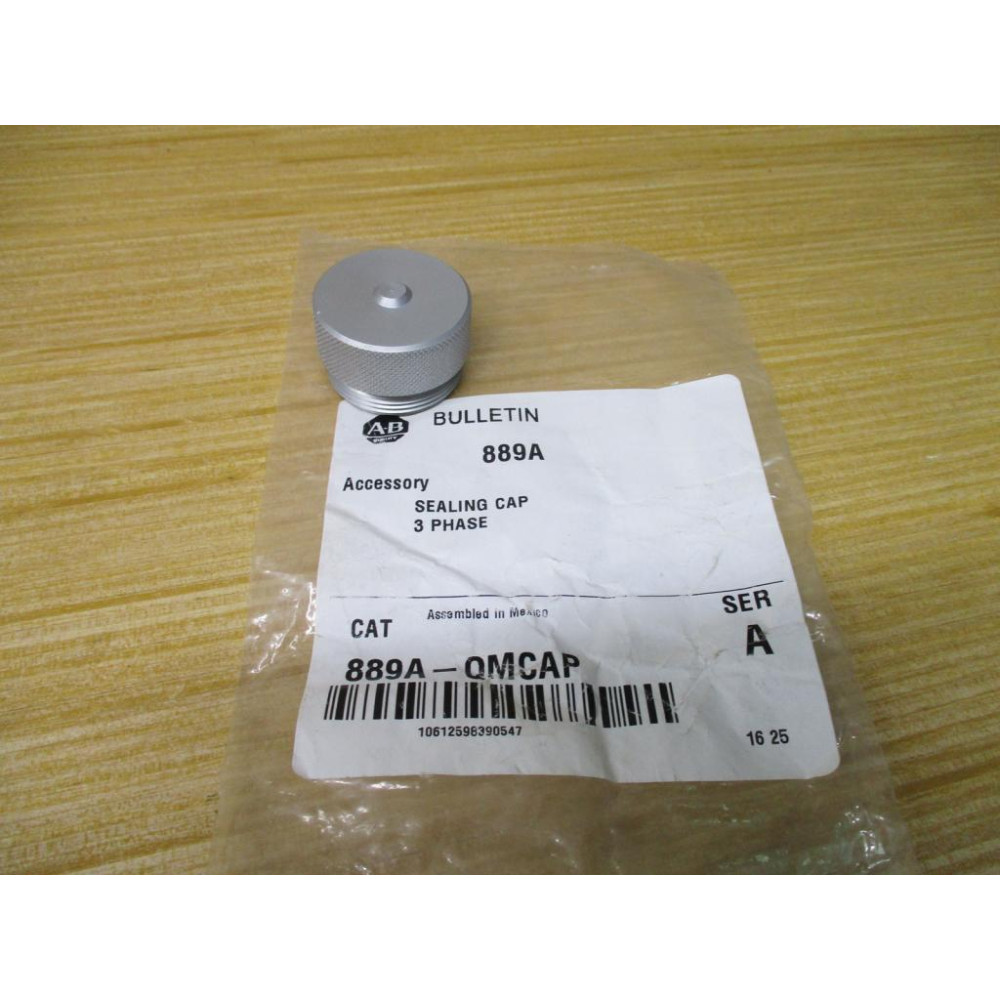 A-B
BULLETIN
889A
Accessory
SEALING CAP
3 PHASE
Assembled in Mexico
CAT
SER
A
889A-QMCAP
10612598390547
16 25